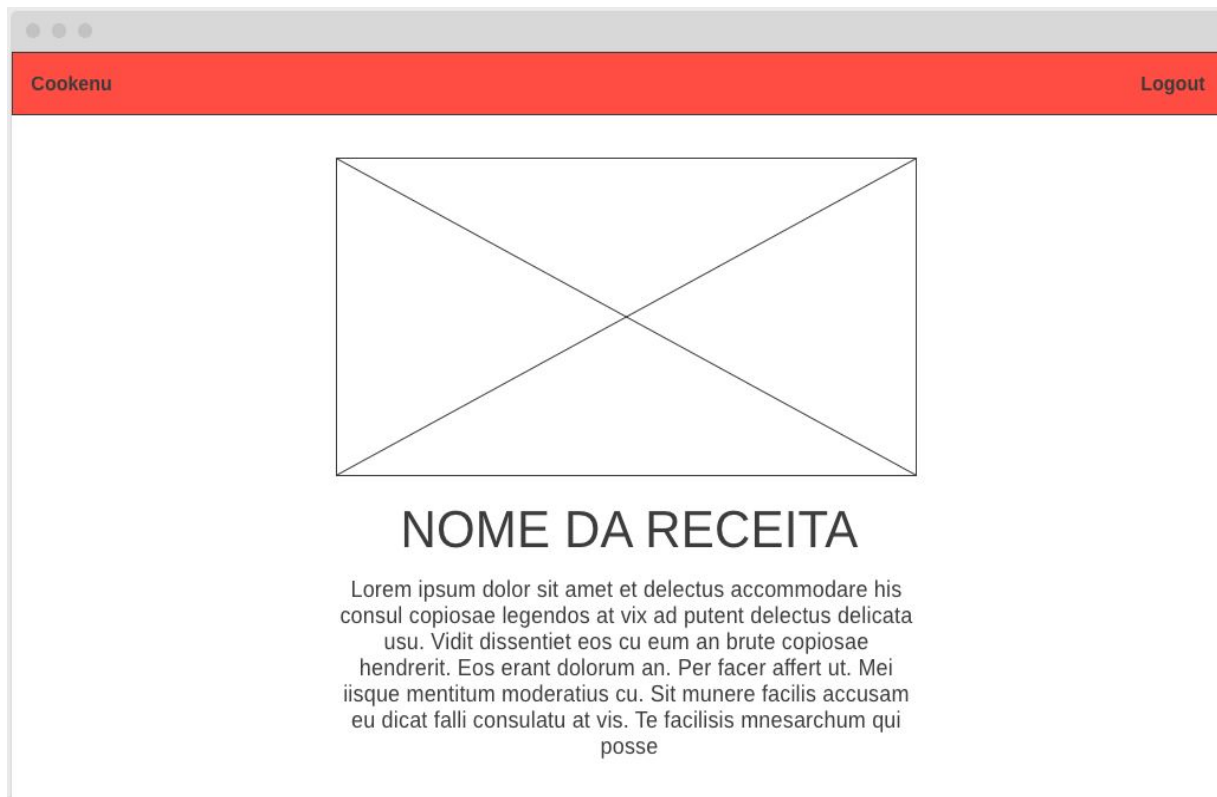 Cookenu
Logout
NOME DA RECEITA
Lorem ipsum dolor sit amet et delectus accommodare his
consul copiosae legendos at vix ad putent delectus delicata
usu. Vidit dissentiet eos cu eum an brute copiosae
hendrerit. Eos erant dolorum an. Per facer affert ut. Mei
iisque mentitum moderatius cu. Sit munere facilis accusam
eu dicat falli consulatu at vis. Te facilisis mnesarchum qui
posse